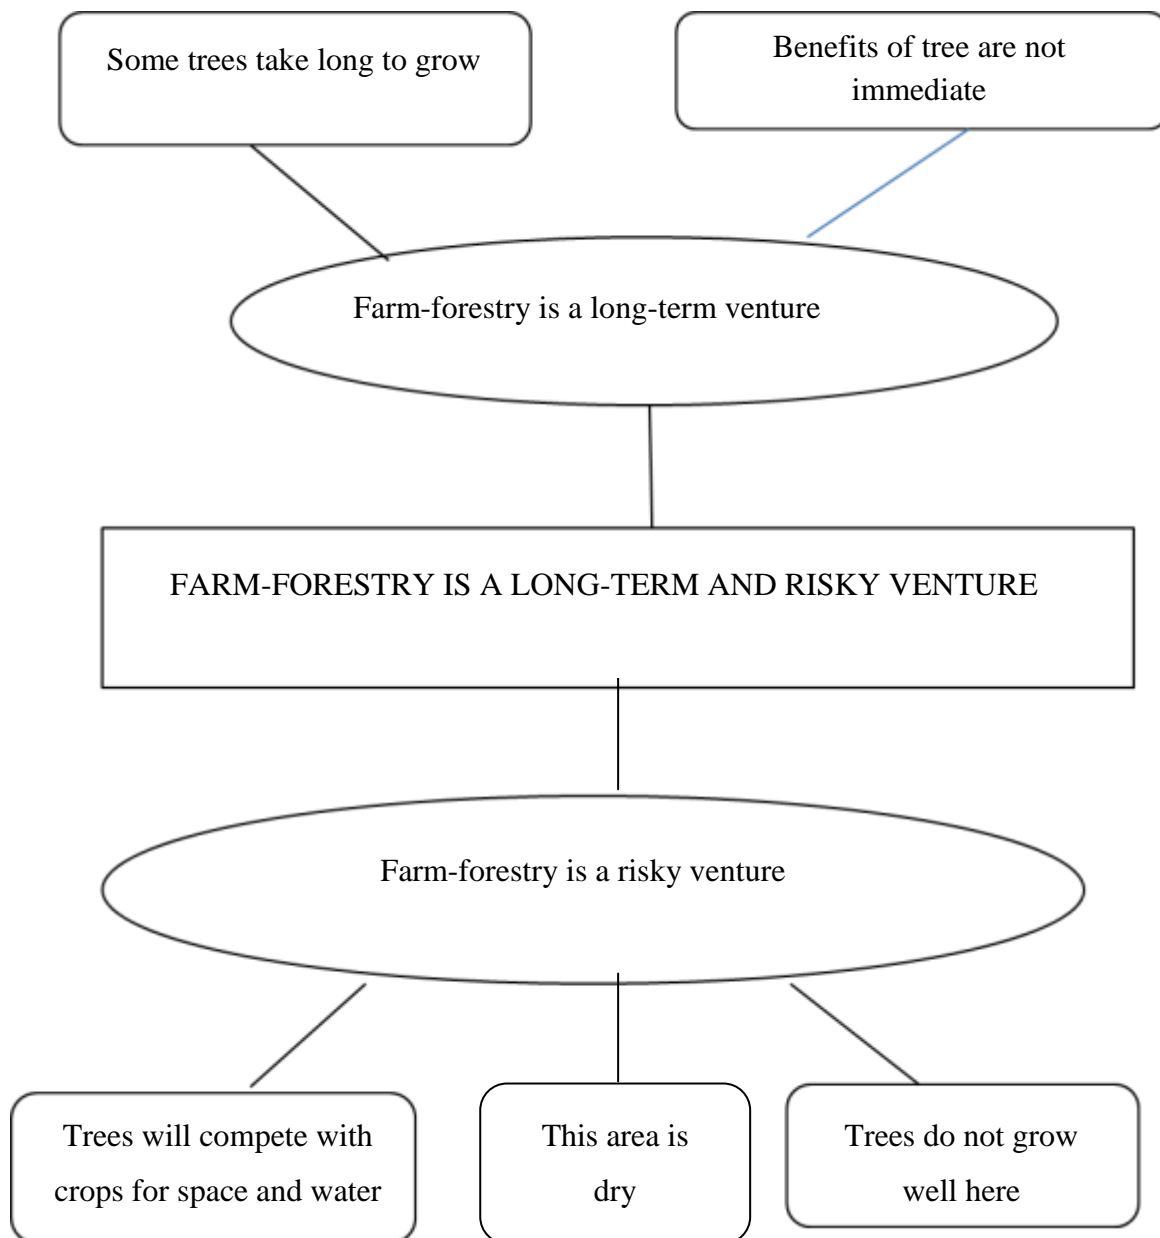 Some trees take long to grow
Benefits of tree are not
immediate
Farm-forestry is a long-term venture
FARM-FORESTRY IS A LONG-TERM AND RISKY VENTURE
Farm-forestry is a risky venture
Trees will compete with
crops for space and water
This area is
dry
Trees do not grow
well here